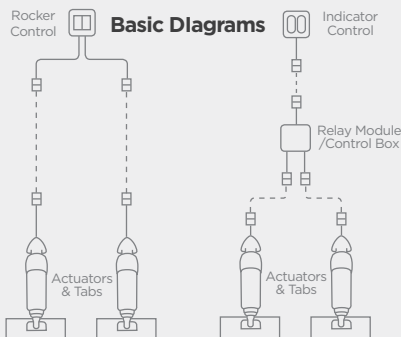 Rocker
Control
Basic DIagrams
Indicator
Control
Relay Module
/Control Box
Actuators
& Tabs
Actuators
& Tabs